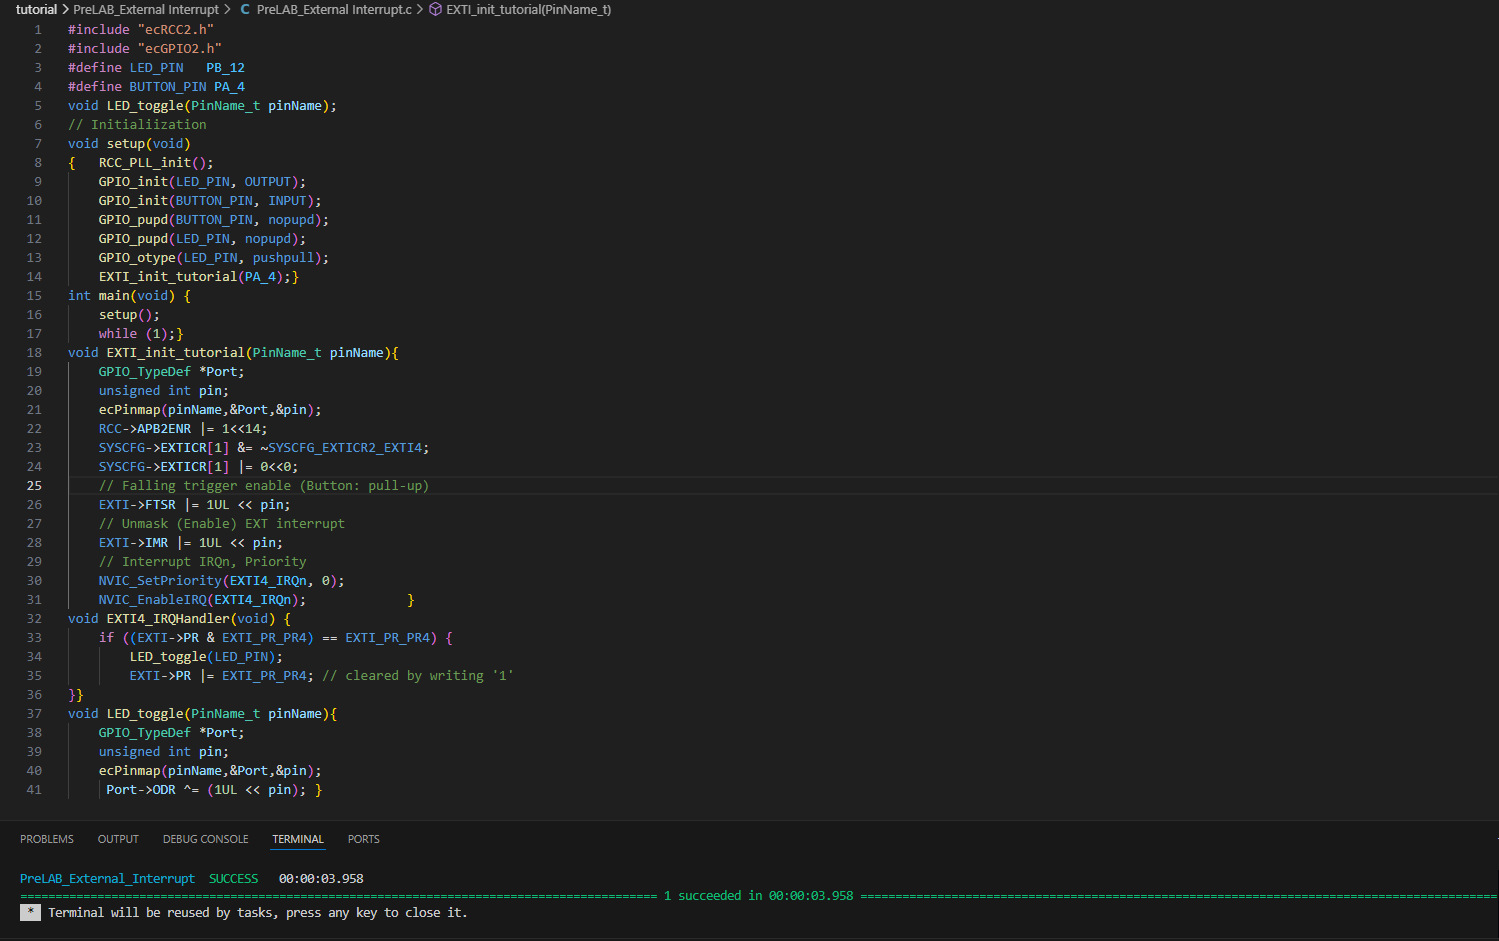 tutorial > PreLAB_External Interrupt > C PreLAB_External Interrupt.c > EXTI_init_tutorial(PinName_t)
1 #include "ecRCC2.h"
2 #include "ecGPIO2.h"
3 #define LED_PIN   PB_12
4 #define BUTTON_PIN PA_4
5 void LED_toggle(PinName_t pinName);
6 // Initialiization
7 void setup(void)
8 {   RCC_PLL_init();
9     GPIO_init(LED_PIN, OUTPUT);
10     GPIO_init(BUTTON_PIN, INPUT);
11     GPIO_pupd(BUTTON_PIN, nopupd);
12     GPIO_pupd(LED_PIN, nopupd);
13     GPIO_otype(LED_PIN, pushpull);
14     EXTI_init_tutorial(PA_4);}
15 int main(void) {
16     setup();
17     while (1);}
18 void EXTI_init_tutorial(PinName_t pinName){
19     GPIO_TypeDef *Port;
20     unsigned int pin;
21     ecPinmap(pinName,&Port,&pin);
22     RCC->APB2ENR |= 1<<14;
23     SYSCFG->EXTICR[1] &= ~SYSCFG_EXTICR2_EXTI4;
24     SYSCFG->EXTICR[1] |= 0<<0;
25     // Falling trigger enable (Button: pull-up)
26     EXTI->FTSR |= 1UL << pin;
27     // Unmask (Enable) EXT interrupt
28     EXTI->IMR |= 1UL << pin;
29     // Interrupt IRQn, Priority
30     NVIC_SetPriority(EXTI4_IRQn, 0);
31     NVIC_EnableIRQ(EXTI4_IRQn);             }
32 void EXTI4_IRQHandler(void) {
33     if ((EXTI->PR & EXTI_PR_PR4) == EXTI_PR_PR4) {
34         LED_toggle(LED_PIN);
35         EXTI->PR |= EXTI_PR_PR4; // cleared by writing '1'
36 }}
37 void LED_toggle(PinName_t pinName){
38     GPIO_TypeDef *Port;
39     unsigned int pin;
40     ecPinmap(pinName,&Port,&pin);
41      Port->ODR ^= (1UL << pin); }
PROBLEMS OUTPUT DEBUG CONSOLE TERMINAL PORTS
PreLAB_External_Interrupt  SUCCESS   00:00:03.958
1 succeeded in 00:00:03.958
* Terminal will be reused by tasks, press any key to close it.